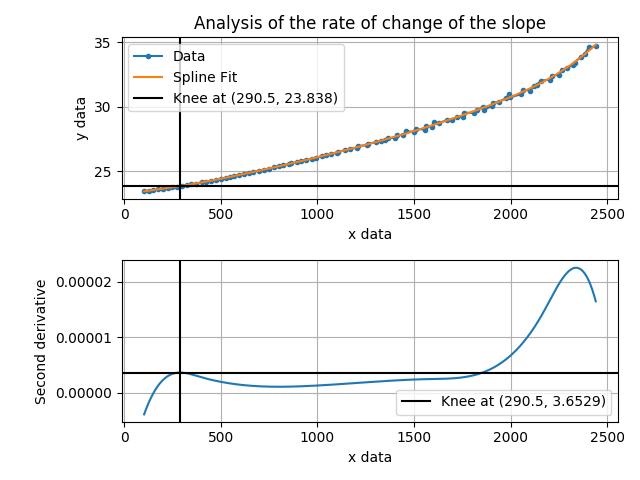 Analysis of the rate of change of the slope
35
30
25
y data
Data
Spline Fit
Knee at (290.5, 23.838)
0 500 1000 1500 2000 2500
x data
0.00002
0.00001
0.00000
Second derivative
Knee at (290.5, 3.6529)
0 500 1000 1500 2000 2500
x data